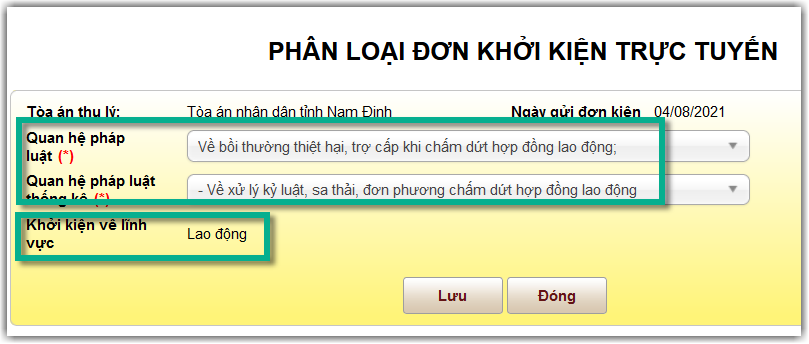 PHÂN LOẠI ĐƠN KHỞI KIỆN TRỰC TUYẾN
Tòa án thụ lý: Tòa án nhân dân tỉnh Nam Định Ngày gửi đơn kiện 04/08/2021
Quan hệ pháp
luật (*) Về bồi thường thiệt hại, trợ cấp khi chấm dứt hợp đồng lao động;
Quan hệ pháp luật
thống kê (*) - Về xử lý kỷ luật, sa thải, đơn phương chấm dứt hợp đồng lao động
Khởi kiện về lĩnh
vực Lao động
Lưu Đóng